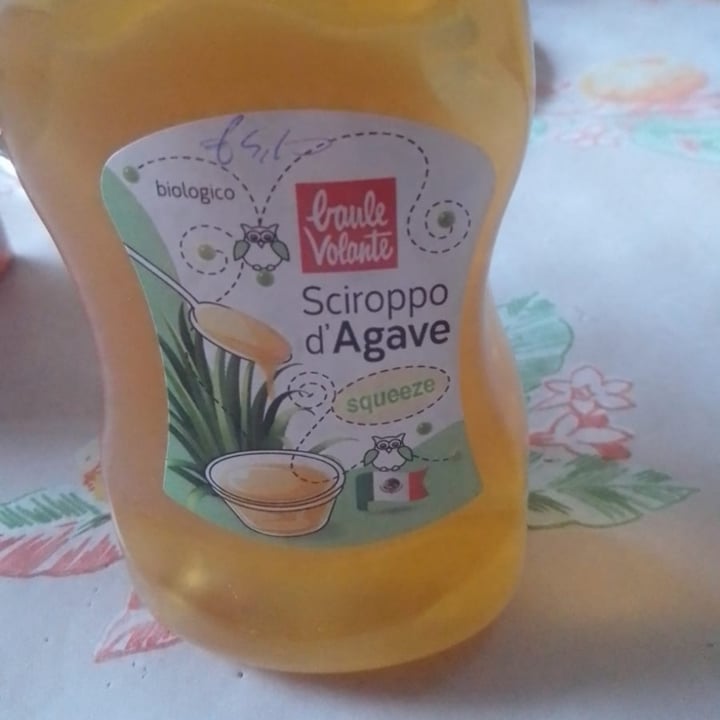 biologico
baule
Volante
Sciroppo
d'Agave
squeeze